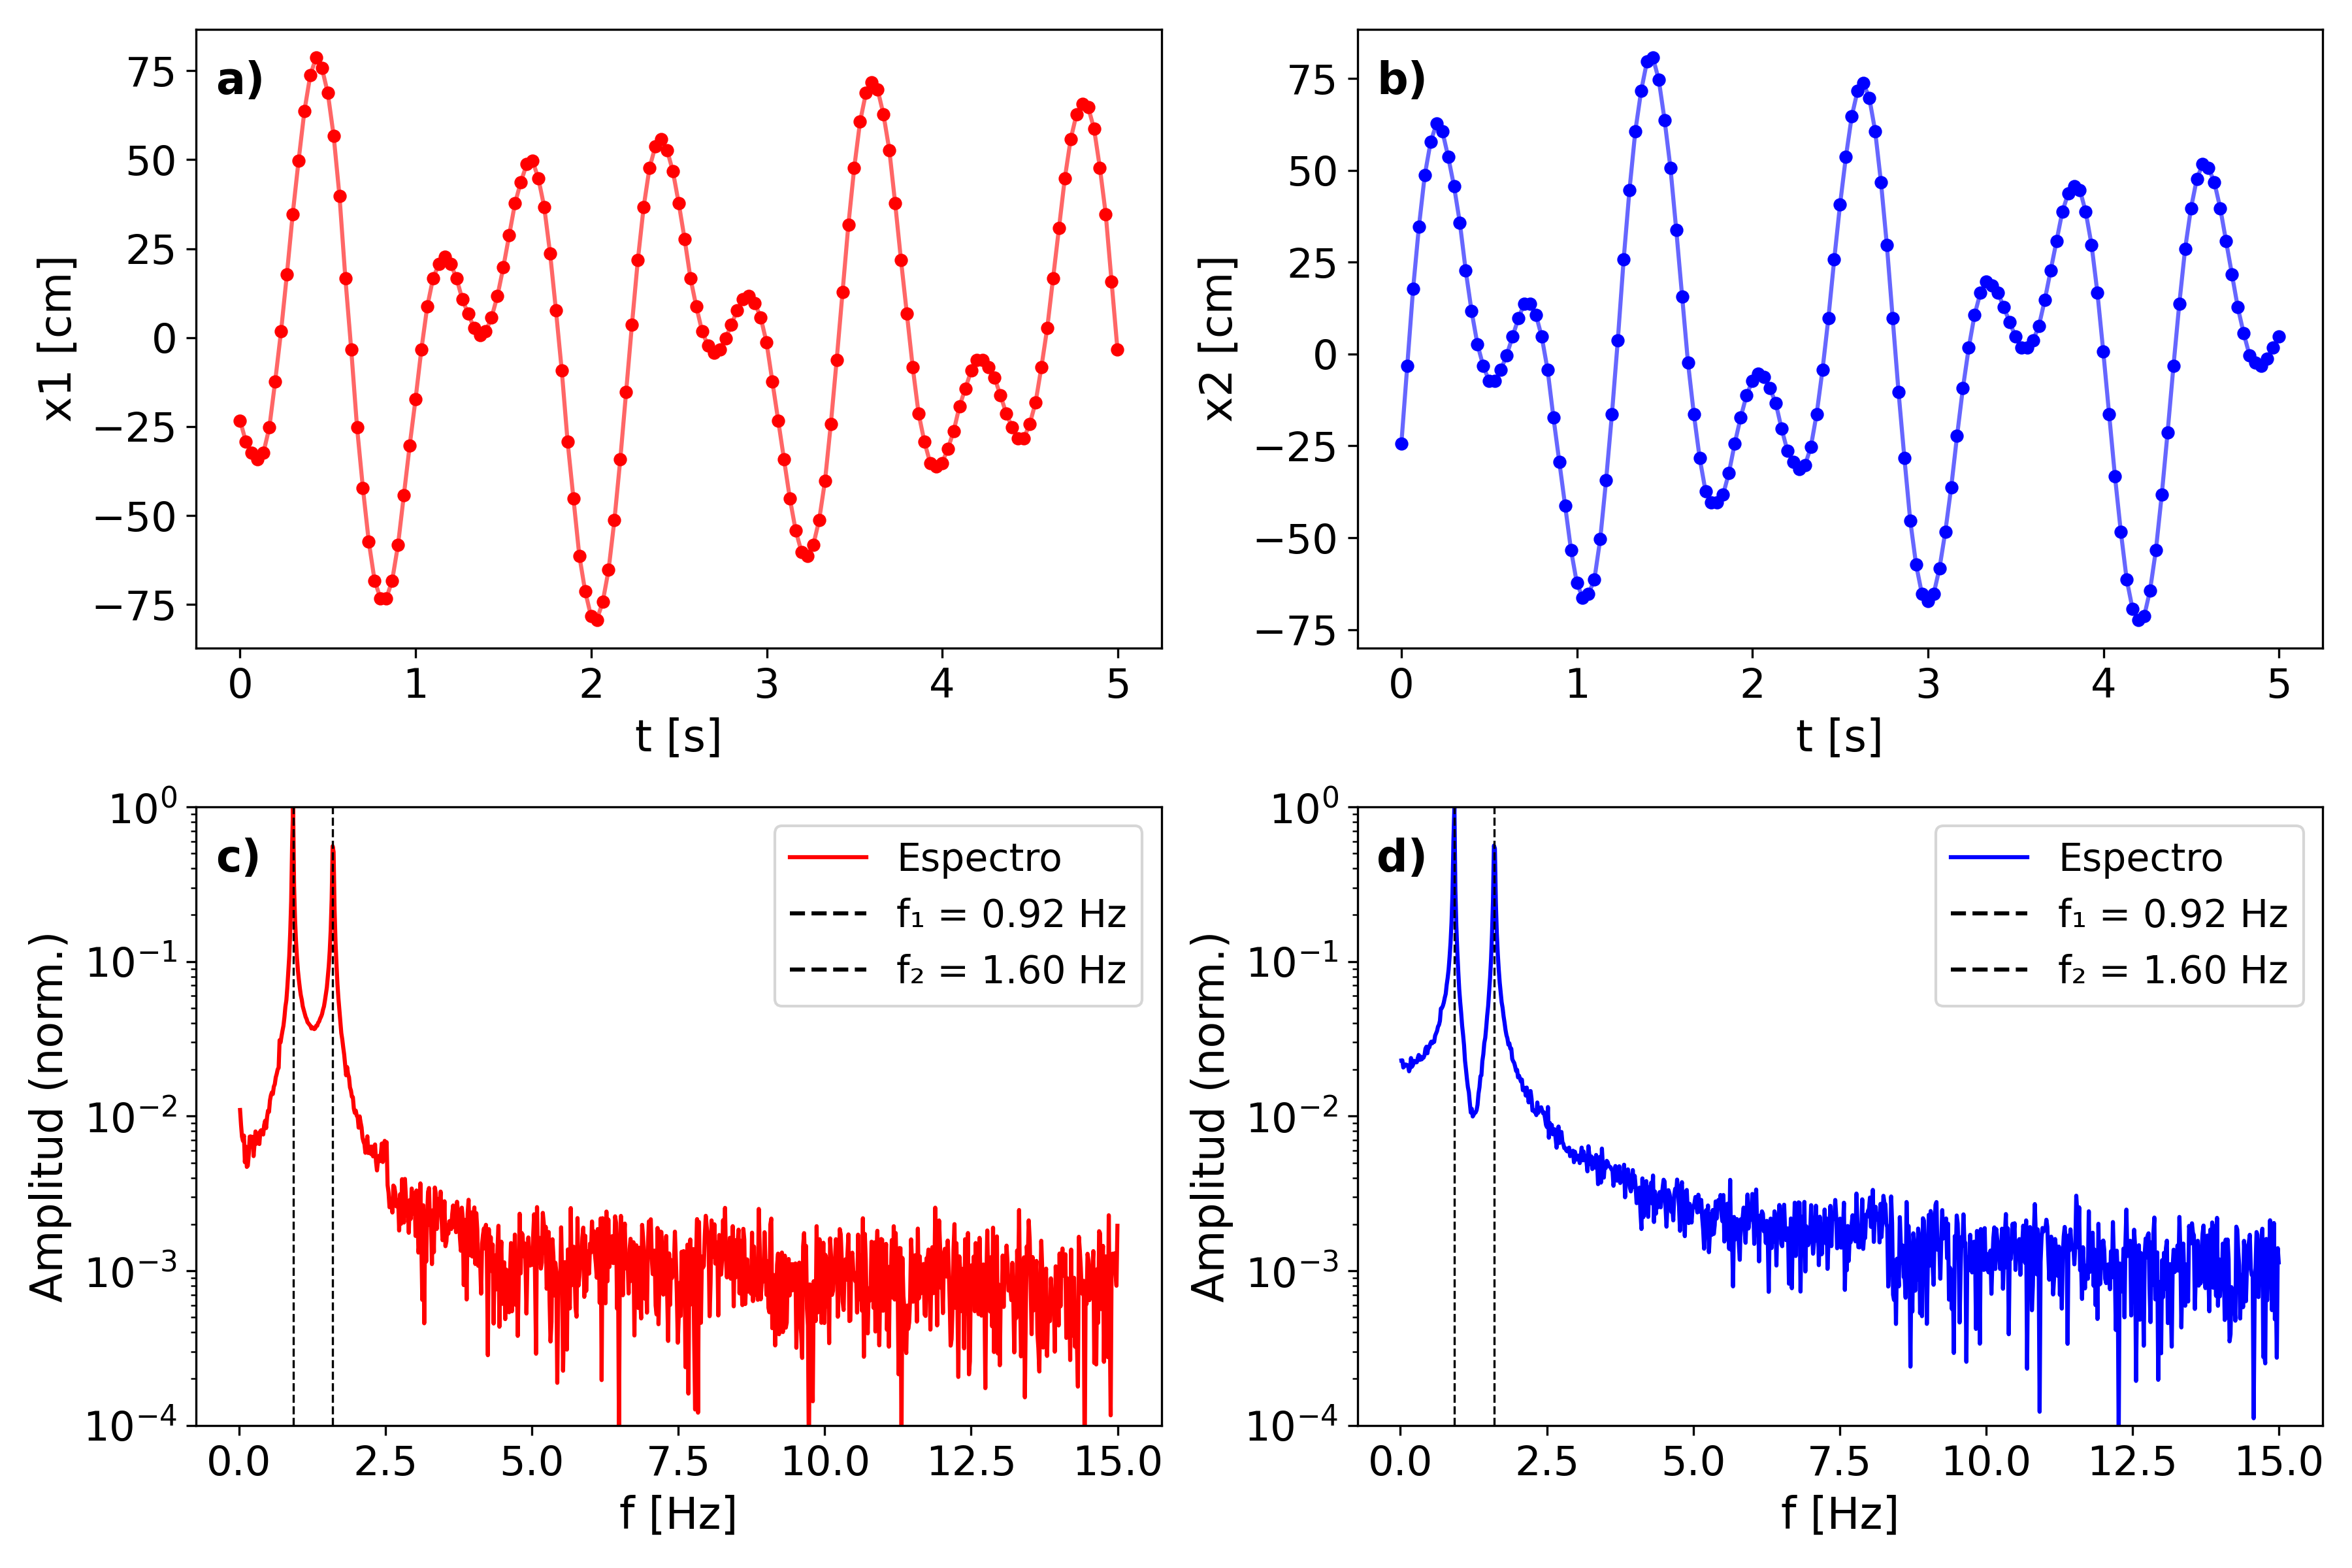 a)
75
50
25
0
−25
−50
−75
x1 [cm]
0 1 2 3 4 5
t [s]
b)
75
50
25
0
−25
−50
−75
x2 [cm]
0 1 2 3 4 5
t [s]
c)
10⁰
10⁻¹
10⁻²
10⁻³
10⁻⁴
Amplitud (norm.)
Espectro
f₁ = 0.92 Hz
f₂ = 1.60 Hz
0.0 2.5 5.0 7.5 10.0 12.5 15.0
f [Hz]
d)
10⁰
10⁻¹
10⁻²
10⁻³
10⁻⁴
Amplitud (norm.)
Espectro
f₁ = 0.92 Hz
f₂ = 1.60 Hz
0.0 2.5 5.0 7.5 10.0 12.5 15.0
f [Hz]